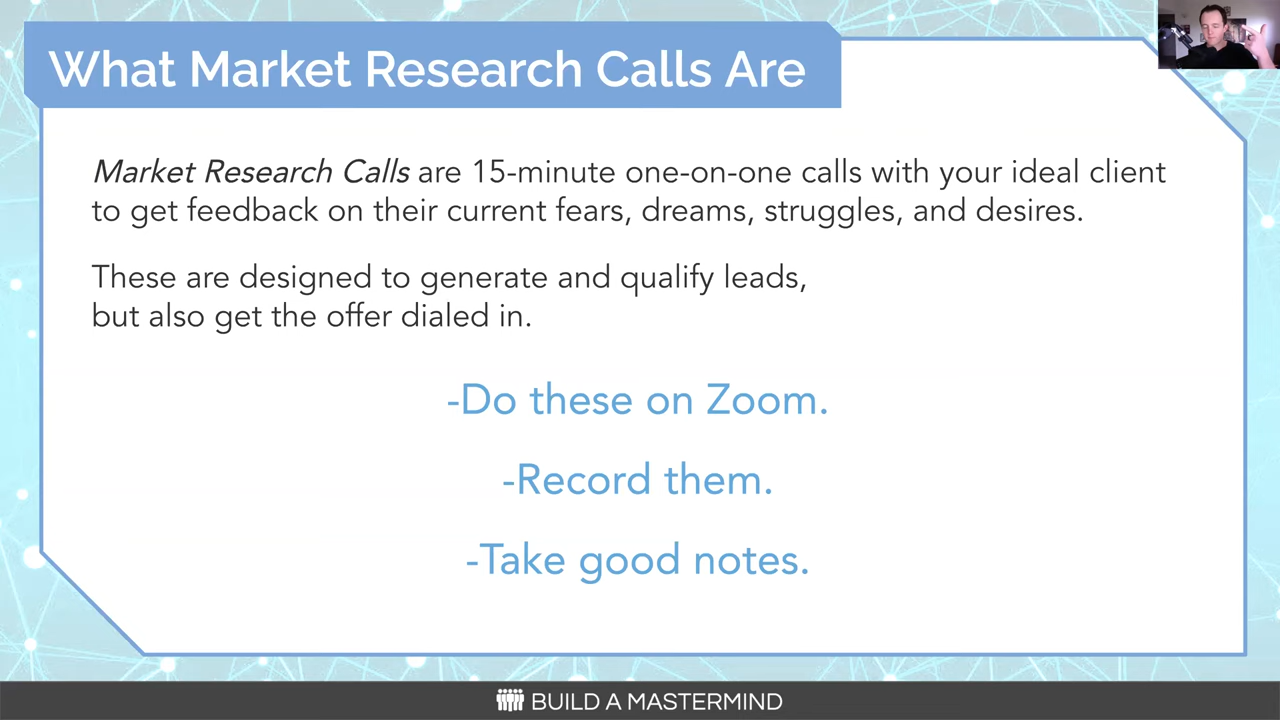 What Market Research Calls Are
Market Research Calls are 15-minute one-on-one calls with your ideal client
to get feedback on their current fears, dreams, struggles, and desires.
These are designed to generate and qualify leads,
but also get the offer dialed in.
-Do these on Zoom.
-Record them.
-Take good notes.
BUILD A MASTERMIND